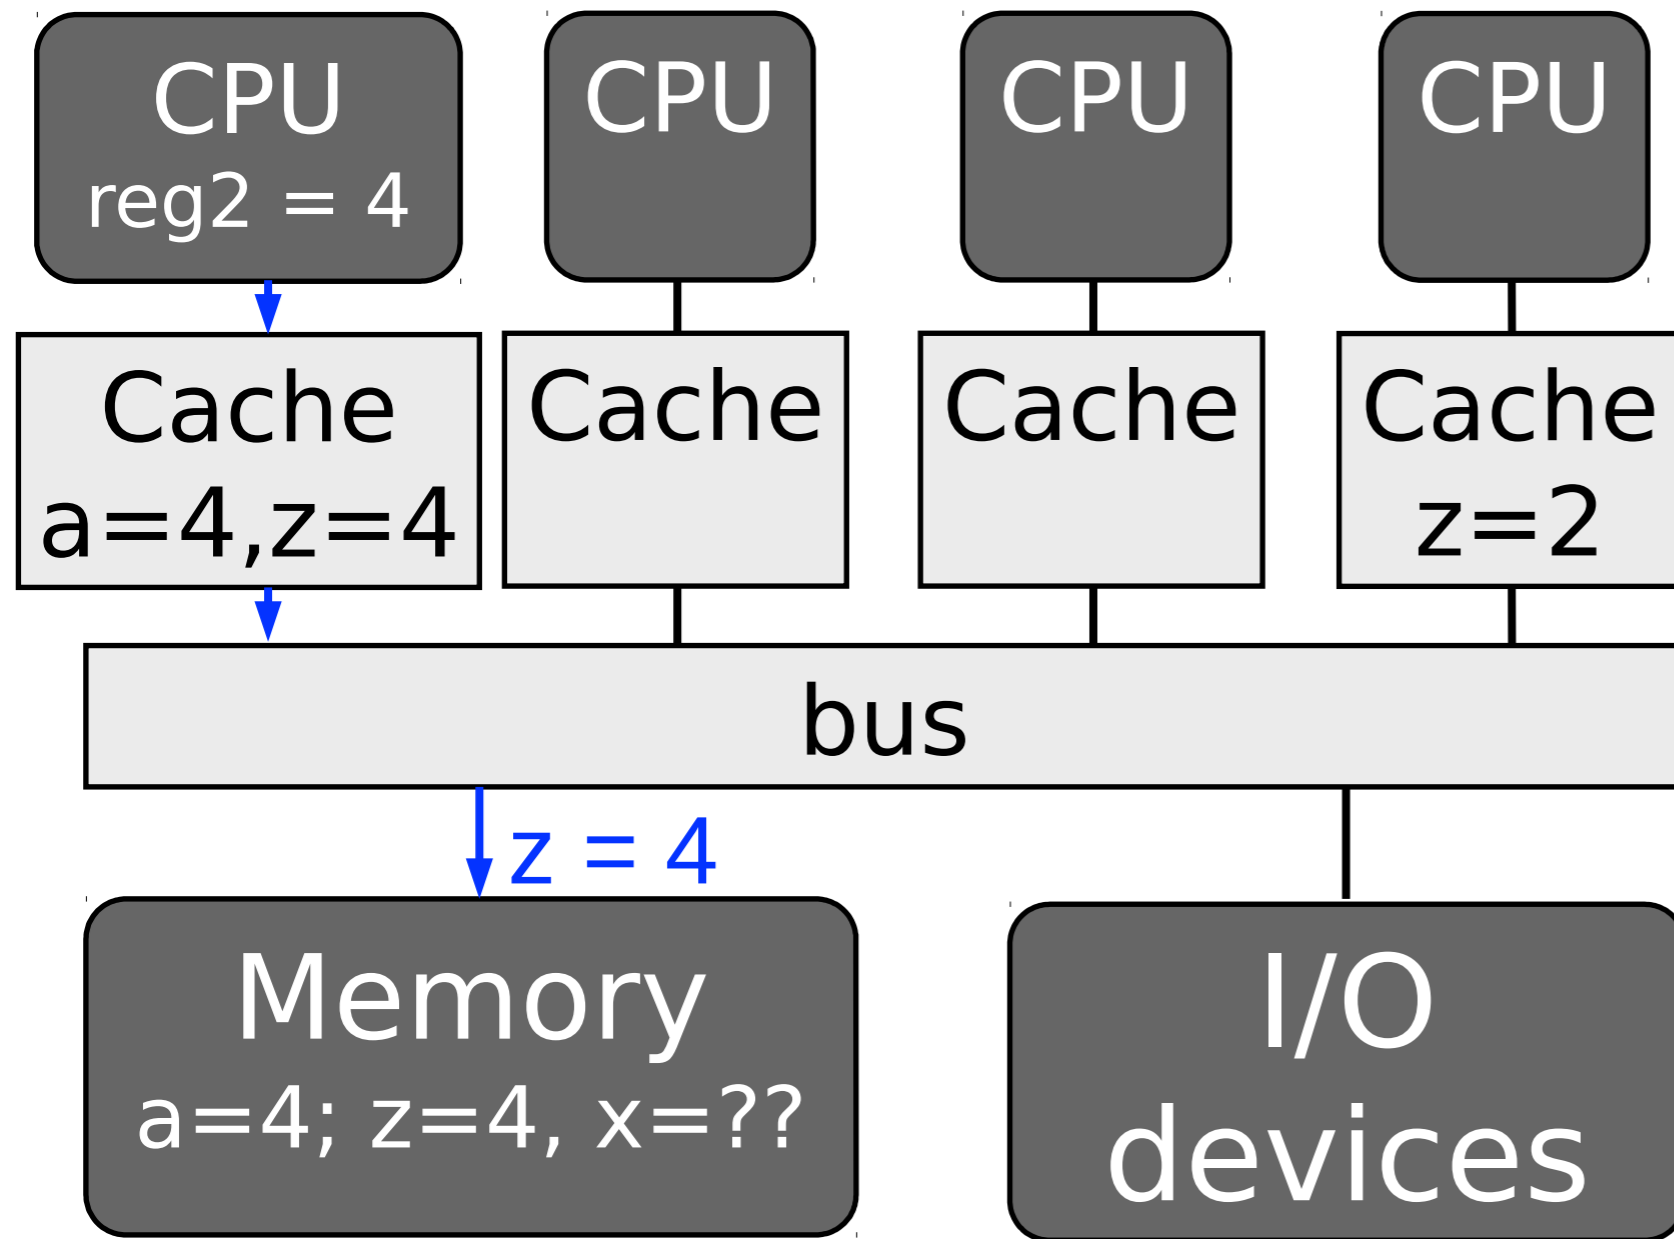 CPU
reg2 = 4
CPU
CPU
CPU
Cache
a=4,z=4
Cache
Cache
Cache
z=2
bus
z = 4
Memory
a=4; z=4, x=??
I/O
devices